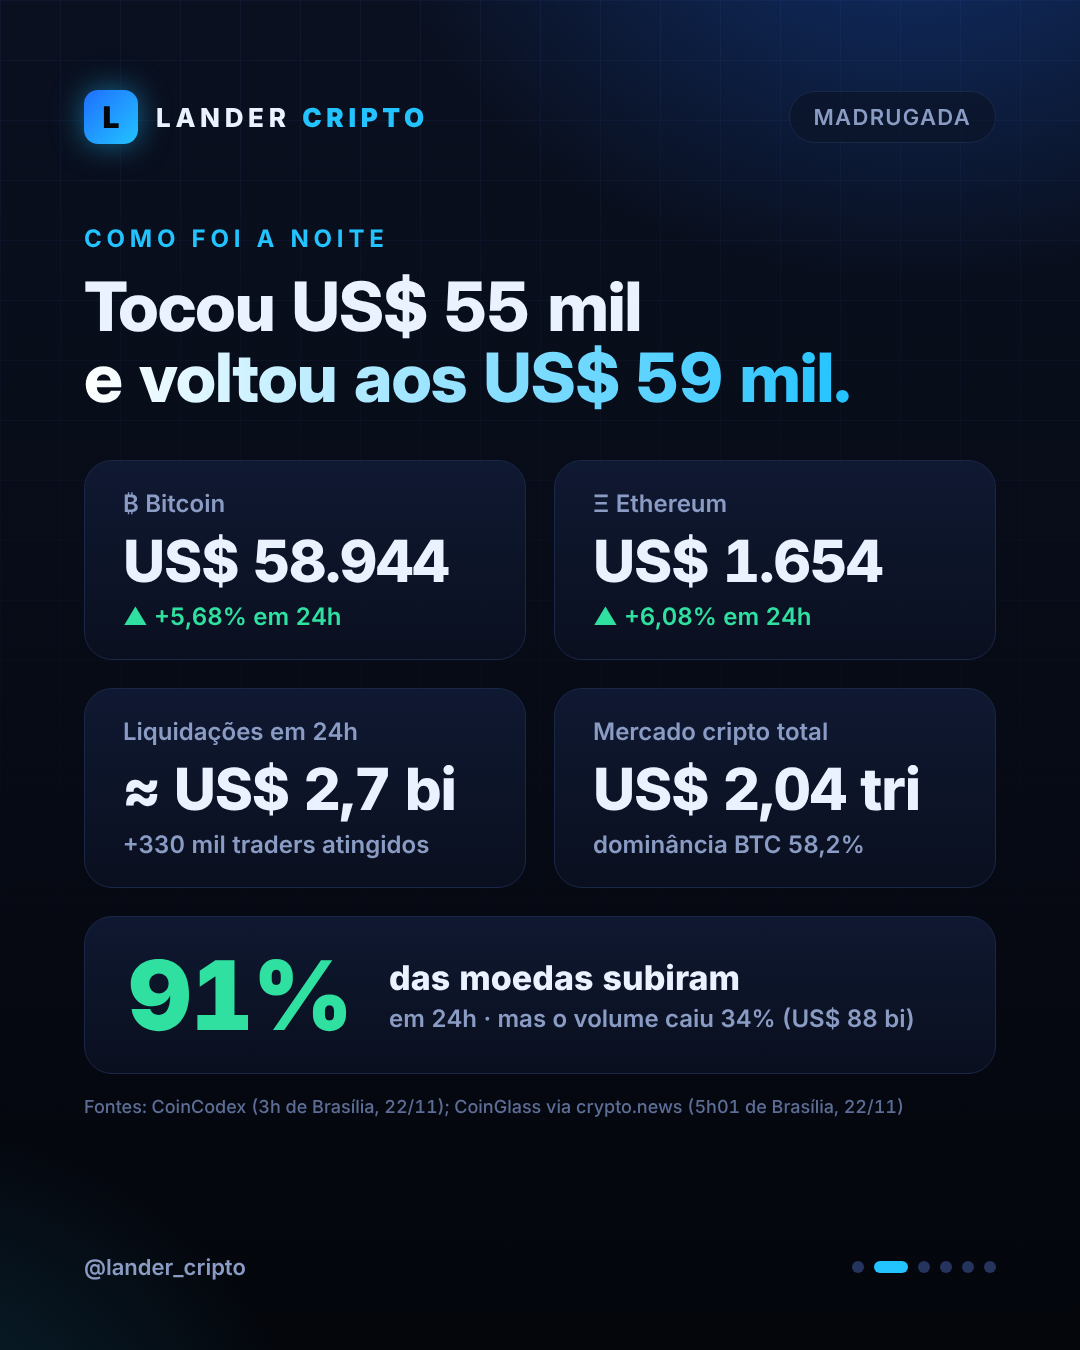 L LANDER CRIPTO
MADRUGADA
COMO FOI A NOITE
Tocou US$ 55 mil
e voltou aos US$ 59 mil.
₿ Bitcoin
US$ 58.944
▲ +5,68% em 24h
Ξ Ethereum
US$ 1.654
▲ +6,08% em 24h
Liquidações em 24h
≈ US$ 2,7 bi
+330 mil traders atingidos
Mercado cripto total
US$ 2,04 tri
dominância BTC 58,2%
91%
das moedas subiram
em 24h · mas o volume caiu 34% (US$ 88 bi)
Fontes: CoinCodex (3h de Brasília, 22/11); CoinGlass via crypto.news (5h01 de Brasília, 22/11)
@lander_cripto